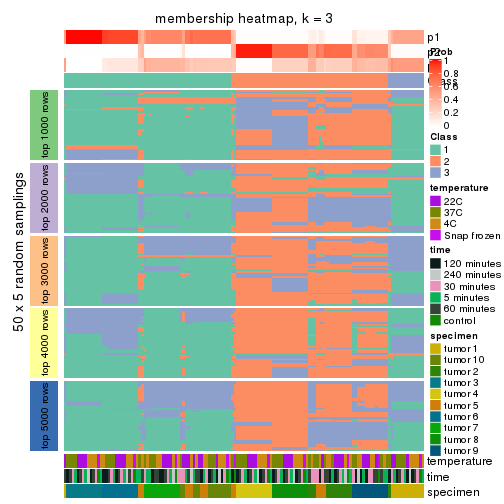 membership heatmap, k = 3
p1
p2
Prob
1
0.8
0.6
0.4
0.2
0
Class
1
2
3
temperature
22C
37C
4C
Snap frozen
time
120 minutes
240 minutes
30 minutes
5 minutes
60 minutes
control
specimen
tumor 1
tumor 10
tumor 2
tumor 3
tumor 4
tumor 5
tumor 6
tumor 7
tumor 8
tumor 9
50 x 5 random samplings
top 1000 rows
top 2000 rows
top 3000 rows
top 4000 rows
top 5000 rows
temperature
time
specimen